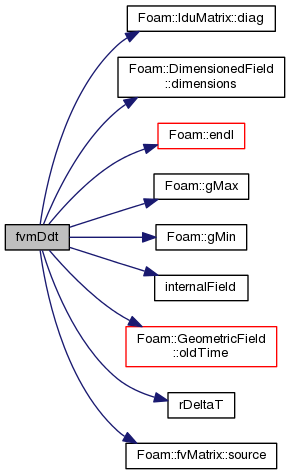 Foam::lduMatrix::diag
Foam::DimensionedField
::dimensions
Foam::endl
Foam::gMax
fvmDdt
Foam::gMin
internalField
Foam::GeometricField
::oldTime
rDeltaT
Foam::fvMatrix::source